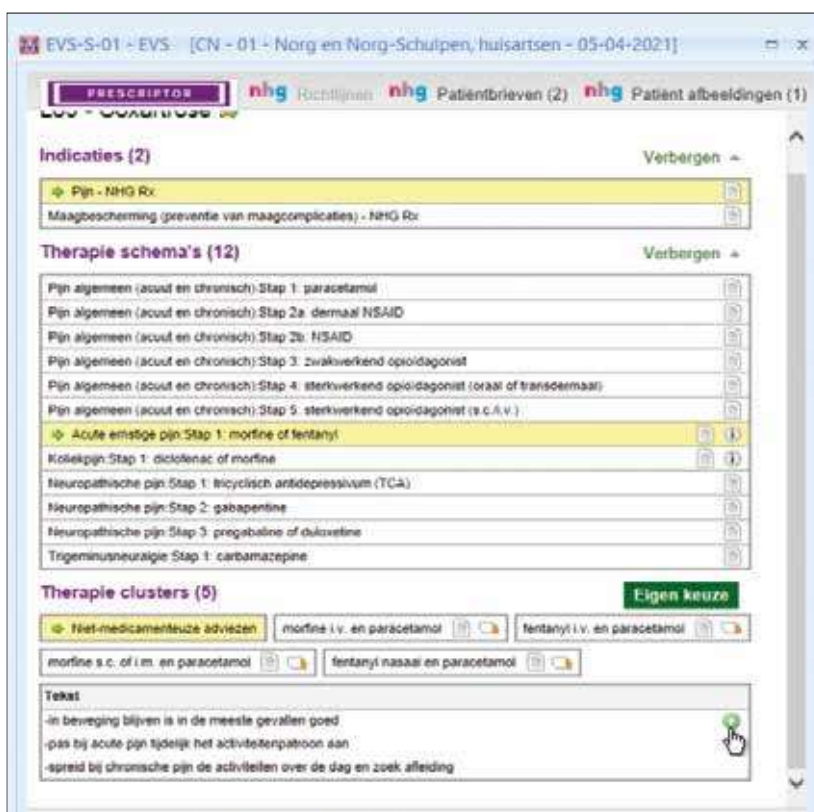 EVS-S-01 - EVS [CN - 01 - Norg en Norg-Schulpen, huisartsen - 05-04-2021]
PRESCRIPTOR nhg Richtlijnen nhg Patientbrieven (2) nhg Patient afbeeldingen (1)
Indicaties (2) Verbergen
Pijn - NHG Rx
Maagbescherming (preventie van maagcomplicaties) - NHG Rx
Therapie schema's (12) Verbergen
Pijn algemeen (acuut en chronisch):Stap 1: paracetamol
Pijn algemeen (acuut en chronisch):Stap 2a: dermaal NSAID
Pijn algemeen (acuut en chronisch):Stap 2b: NSAID
Pijn algemeen (acuut en chronisch):Stap 3: zwakwerkend opioïdagonist
Pijn algemeen (acuut en chronisch):Stap 4: sterkwerkend opioïdagonist (oraal of transdermaal)
Pijn algemeen (acuut en chronisch):Stap 5: sterkwerkend opioïdagonist (s.c./i.v.)
Acute ernstige pijn:Stap 1: morfine of fentanyl
Koliekpijn:Stap 1: diclofenac of morfine
Neuropathische pijn:Stap 1: tricyclisch antidepressivum (TCA)
Neuropathische pijn:Stap 2: gabapentine
Neuropathische pijn:Stap 3: pregabaline of duloxetine
Trigeminusneuralgie:Stap 1: carbamazepine
Therapie clusters (5) Eigen keuze
Niet-medicamenteuze adviezen morfine i.v. en paracetamol fentanyl i.v. en paracetamol
morfine s.c. of i.m. en paracetamol fentanyl nasaal en paracetamol
Tekst
-in beweging blijven is in de meeste gevallen goed
-pas bij acute pijn tijdelijk het activiteitenpatroon aan
-spreid bij chronische pijn de activiteiten over de dag en zoek afleiding